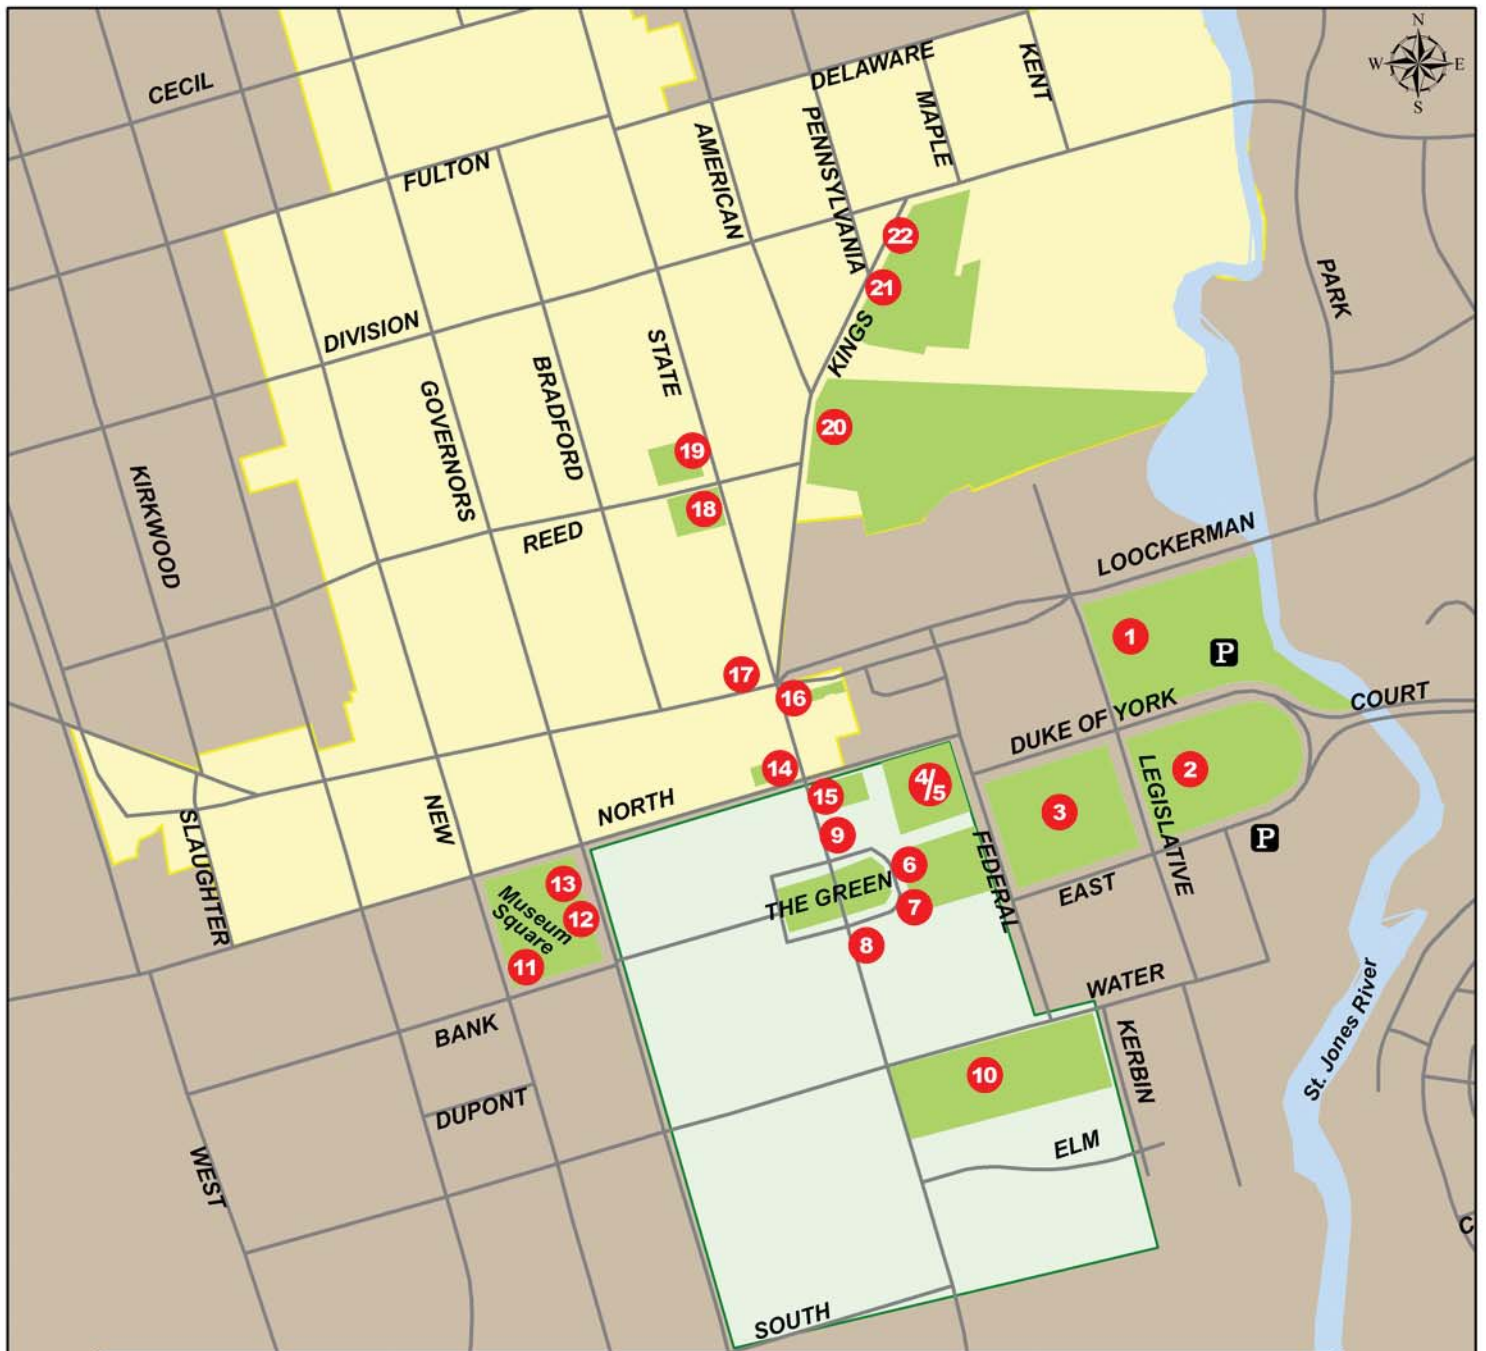 N
W
E
S
CECIL
DELAWARE
KENT
MAPLE
PENNSYLVANIA
AMERICAN
FULTON
22
21
KINGS
PARK
DIVISION
STATE
BRADFORD
GOVERNORS
20
19
18
KIRKWOOD
REED
LOOCKERMAN
1
P
17
16
COURT
DUKE OF YORK
LEGISLATIVE
2
14
15
4/5
3
P
NORTH
NEW
SLAUGHTER
9
6
FEDERAL
EAST
THE GREEN
7
8
13
Museum
Square
12
11
WATER
St. Jones River
BANK
KERBIN
10
DUPONT
ELM
WEST
C
SOUTH